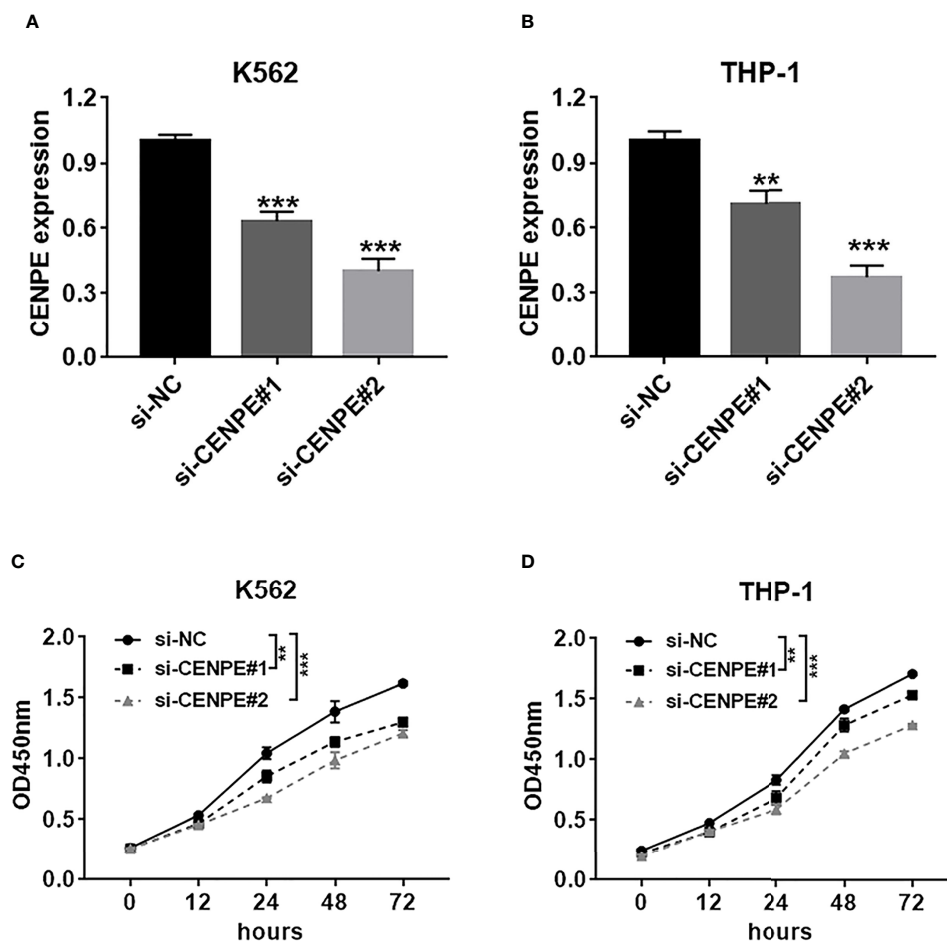 A
K562
CENPE expression
1.2
0.9
0.6
0.3
0.0
***
***
si-NC
si-CENPE#1
si-CENPE#2
B
THP-1
CENPE expression
1.2
0.9
0.6
0.3
0.0
**
***
si-NC
si-CENPE#1
si-CENPE#2
C
K562
OD450nm
2.0
1.5
1.0
0.5
0.0
si-NC
si-CENPE#1
si-CENPE#2
**
***
0 12 24 48 72
hours
D
THP-1
OD450nm
2.0
1.5
1.0
0.5
0.0
si-NC
si-CENPE#1
si-CENPE#2
**
***
0 12 24 48 72
hours